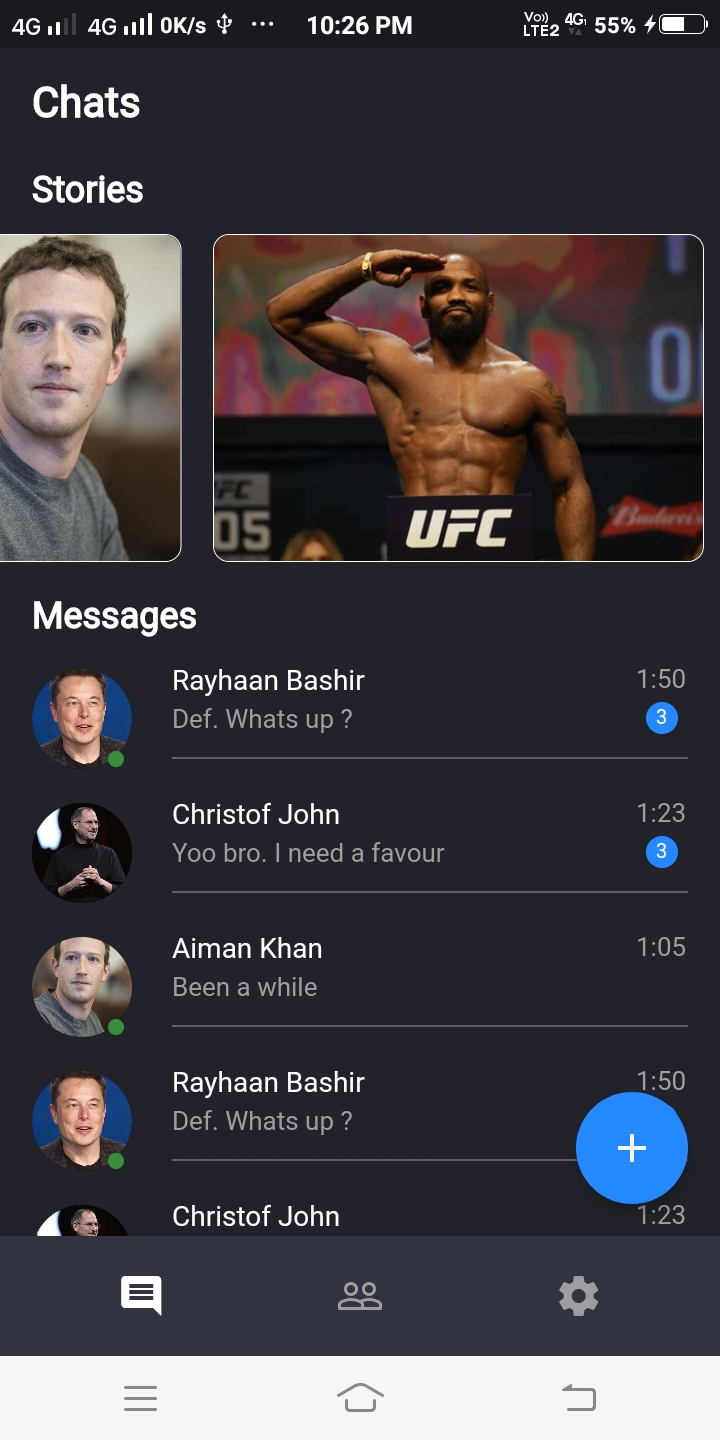 4G 4G 0K/s ... 10:26 PM Vo)) LTE2 4G 55%
Chats
Stories
UFC
05
UFC
Budweis
Messages
Rayhaan Bashir 1:50
Def. Whats up ? 3
Christof John 1:23
Yoo bro. I need a favour 3
Aiman Khan 1:05
Been a while
Rayhaan Bashir 1:50
Def. Whats up ?
Christof John 1:23